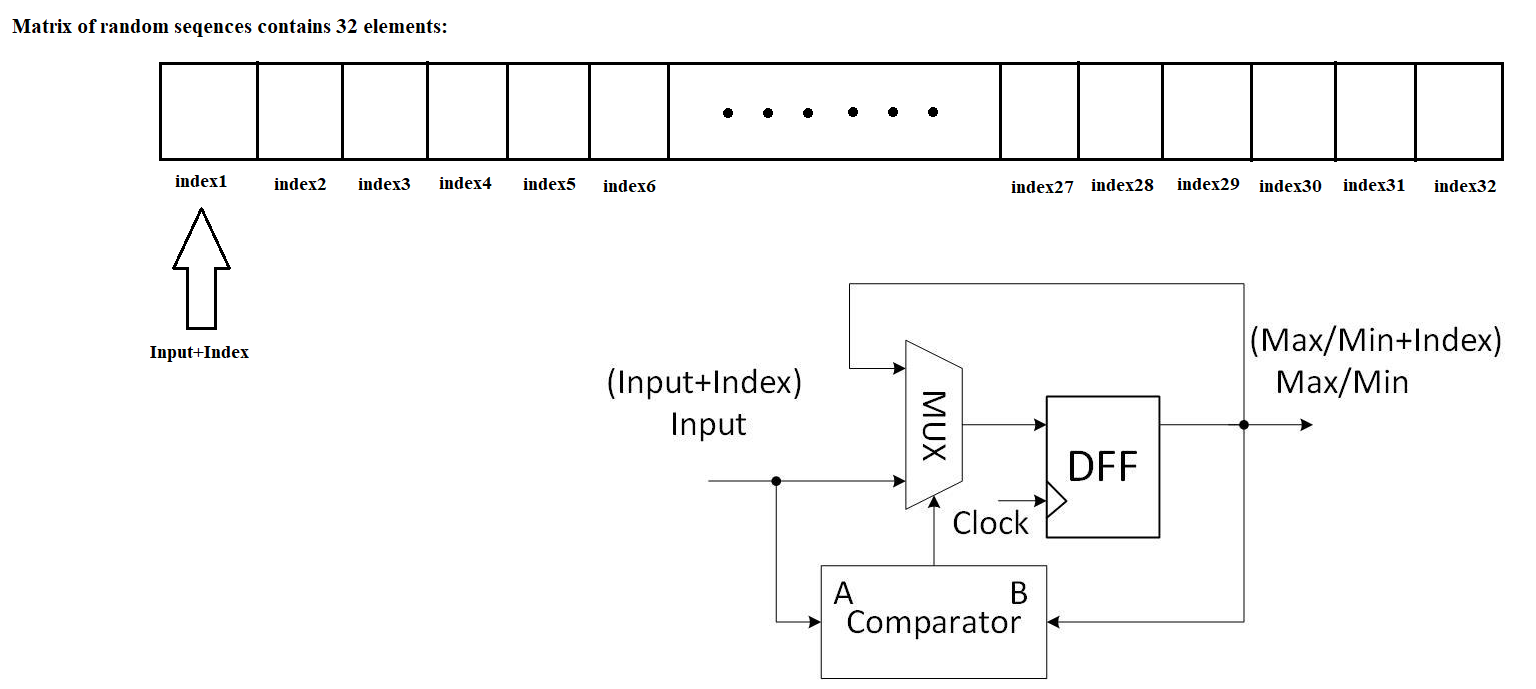 Matrix of random seqences contains 32 elements:
index1 index2 index3 index4 index5 index6 index27 index28 index29 index30 index31 index32
Input+Index
(Input+Index)
Input
MUX
(Max/Min+Index)
Max/Min
DFF
Clock
A B
Comparator